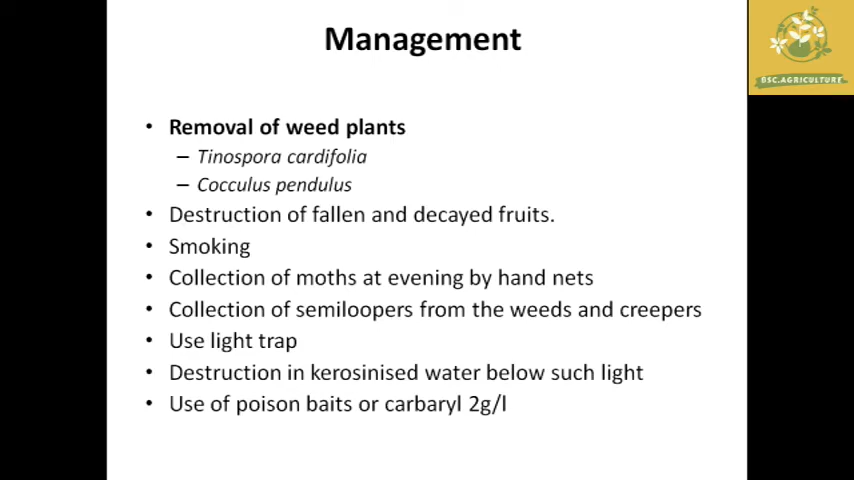 Management
BSC.AGRICULTURE
• Removal of weed plants
– Tinospora cardifolia
– Cocculus pendulus
• Destruction of fallen and decayed fruits.
• Smoking
• Collection of moths at evening by hand nets
• Collection of semiloopers from the weeds and creepers
• Use light trap
• Destruction in kerosinised water below such light
• Use of poison baits or carbaryl 2g/l